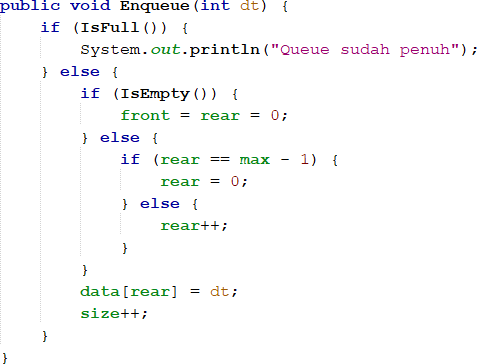 public void Enqueue(int dt) {
    if (IsFull()) {
        System.out.println("Queue sudah penuh");
    } else {
        if (IsEmpty()) {
            front = rear = 0;
        } else {
            if (rear == max - 1) {
                rear = 0;
            } else {
                rear++;
            }
        }
        data[rear] = dt;
        size++;
    }
}